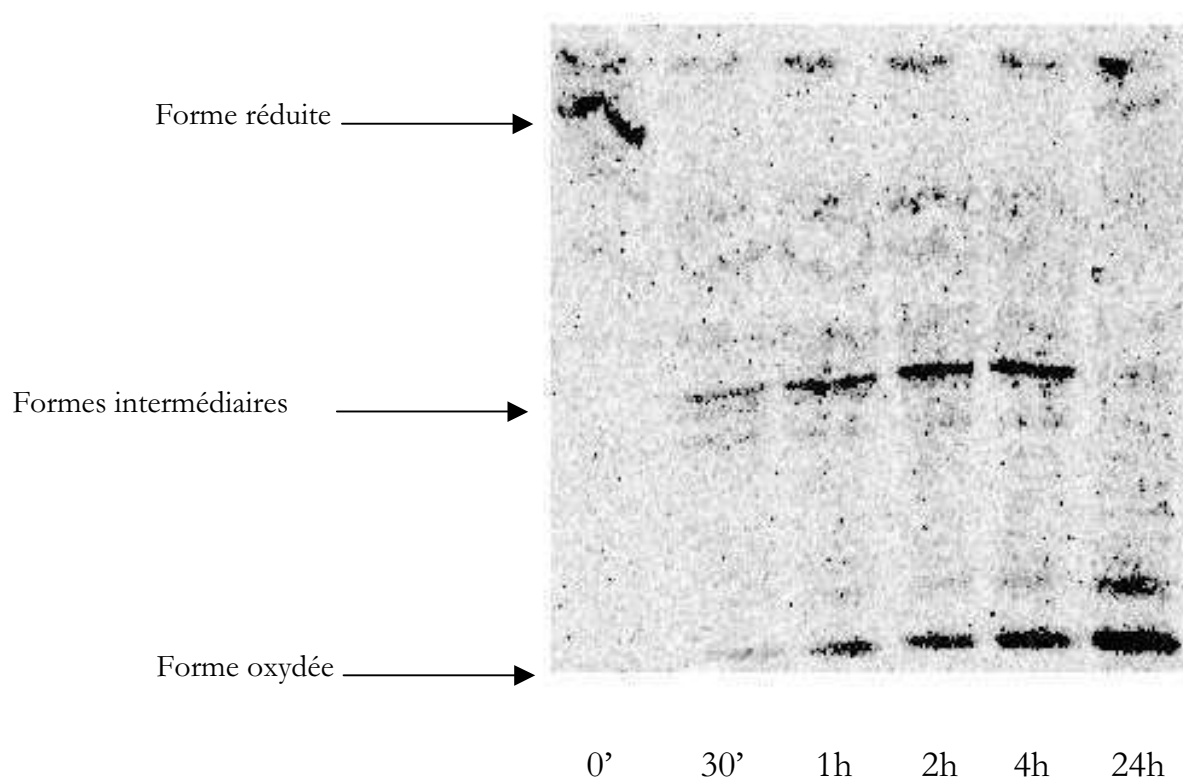 Forme réduite
Formes intermédiaires
Forme oxydée
0’ 30’ 1h 2h 4h 24h